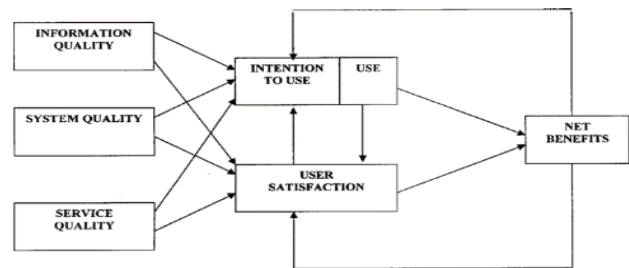 INFORMATION
QUALITY
INTENTION
TO USE
USE
SYSTEM QUALITY
NET
BENEFITS
USER
SATISFACTION
SERVICE
QUALITY